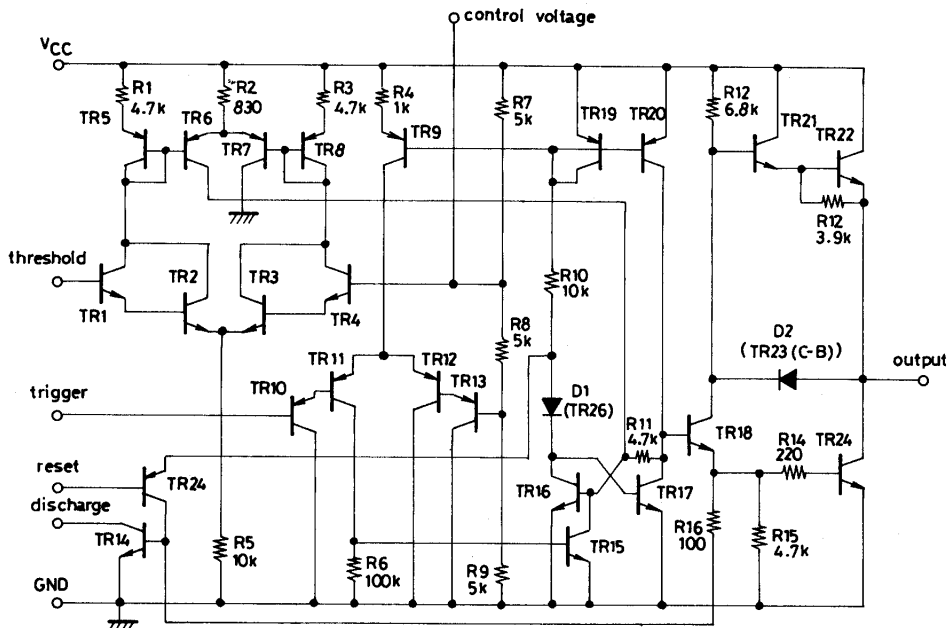 control voltage
VCC
R1
4.7k
R2
830
R3
4.7k
R4
1k
R7
5k
R12
6.8k
TR5
TR6
TR7
TR8
TR9
TR19
TR20
TR21
TR22
R12
3.9k
threshold
TR1
TR2
TR3
TR4
R10
10k
R8
5k
D2
(TR23(C-B))
output
TR10
TR11
TR12
TR13
D1
(TR26)
trigger
R11
4.7k
TR18
R14
220
TR24
reset
TR24
TR16
TR17
discharge
TR14
R5
10k
R6
100k
TR15
R9
5k
R16
100
R15
4.7k
GND